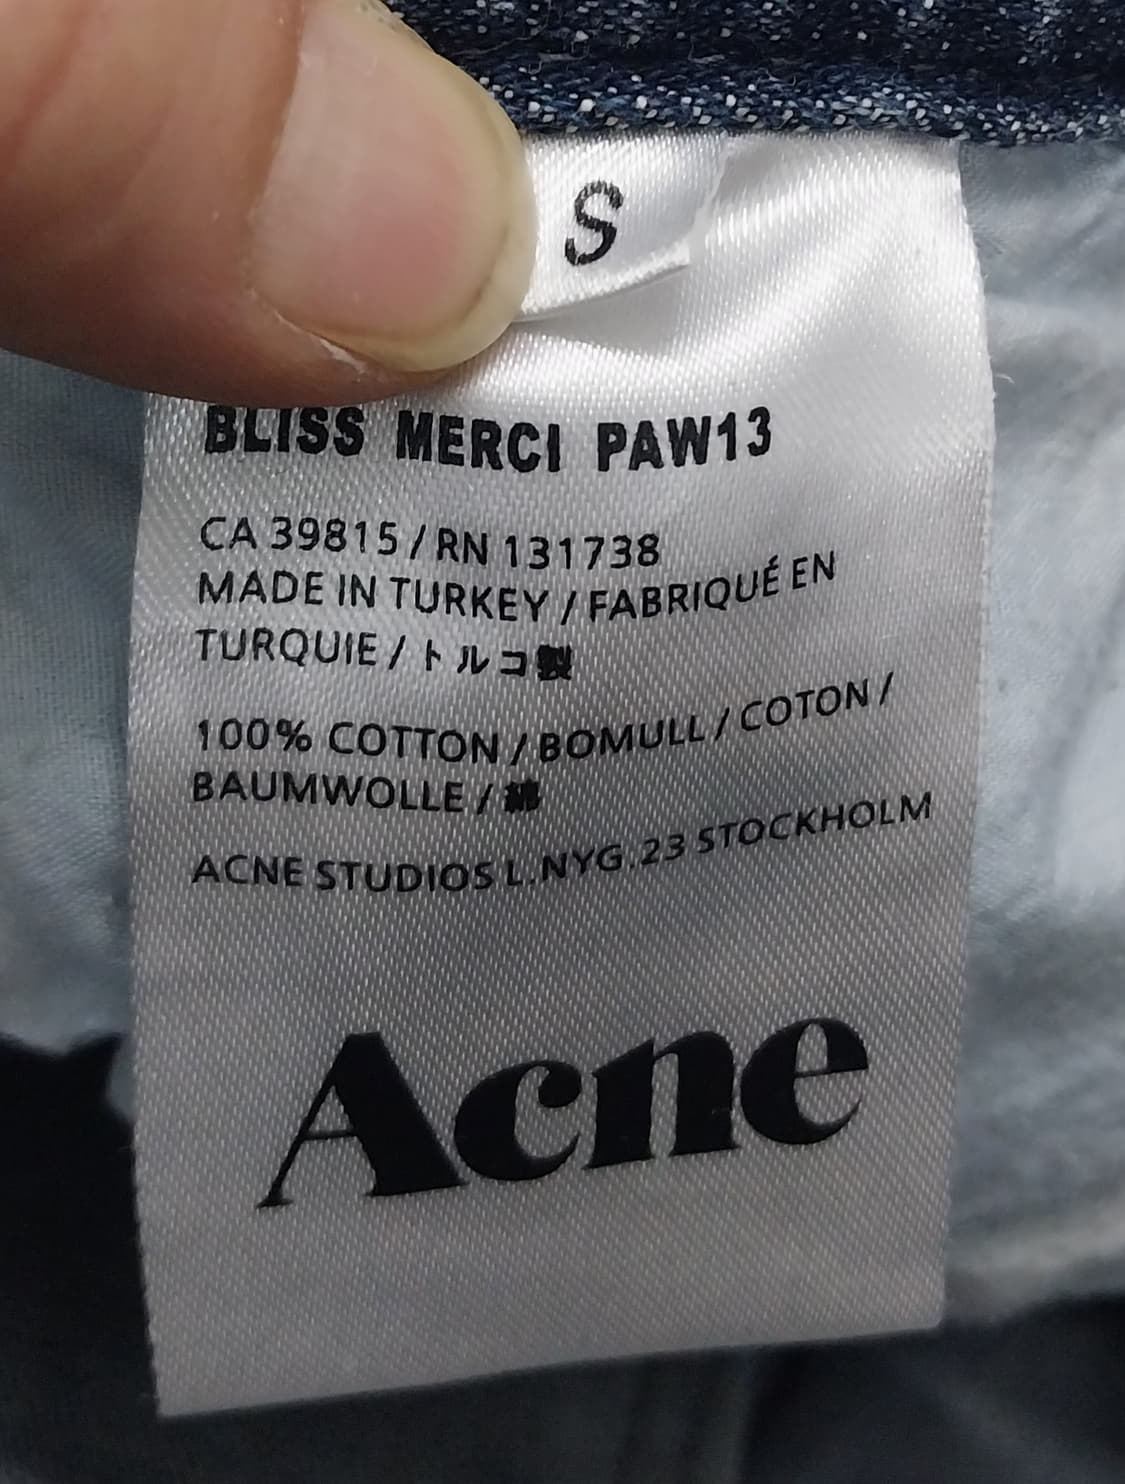 S
BLISS MERCI PAW13
CA 39815 / RN 131738
MADE IN TURKEY / FABRIQUÉ EN
TURQUIE / トルコ製
100% COTTON / BOMULL / COTON /
BAUMWOLLE / 綿
ACNE STUDIOS L.NYG.23 STOCKHOLM
Acne